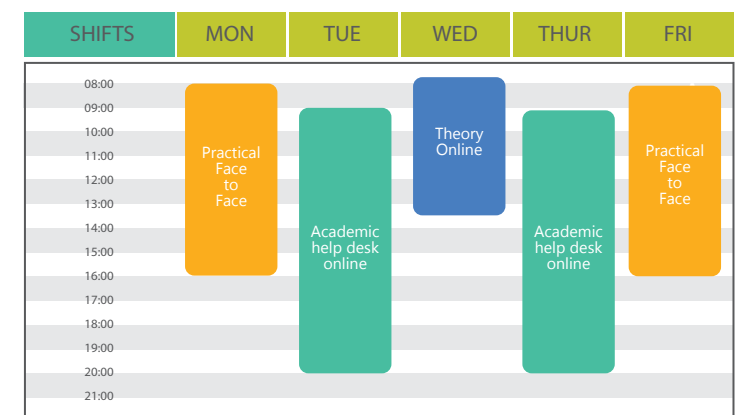 SHIFTS MON TUE WED THUR FRI
08:00
09:00
10:00
11:00
12:00
13:00
14:00
15:00
16:00
17:00
18:00
19:00
20:00
21:00
Practical
Face
to
Face
Academic
help desk
online
Theory
Online
Academic
help desk
online
Practical
Face
to
Face